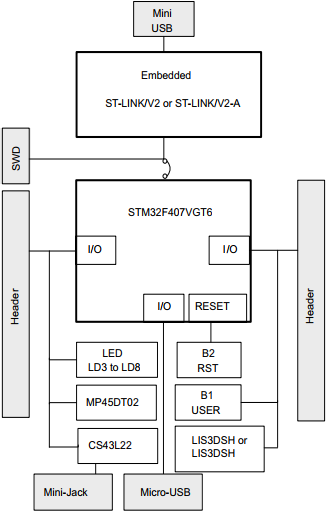 Mini
USB
Embedded
ST-LINK/V2 or ST-LINK/V2-A
SWD
STM32F407VGT6
I/O
I/O
Header
Header
I/O
RESET
LED
LD3 to LD8
B2
RST
MP45DT02
B1
USER
CS43L22
LIS3DSH or
LIS3DSH
Mini-Jack
Micro-USB